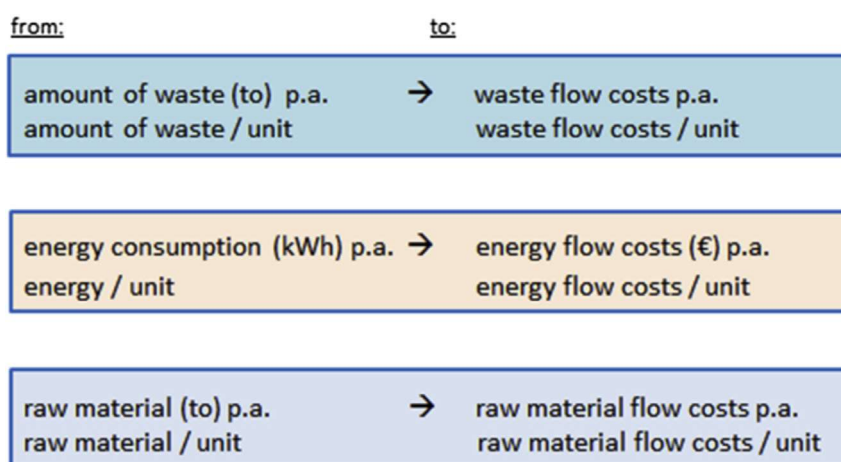 from: to:
amount of waste (to) p.a. → waste flow costs p.a.
amount of waste / unit waste flow costs / unit
energy consumption (kWh) p.a. → energy flow costs (€) p.a.
energy / unit energy flow costs / unit
raw material (to) p.a. → raw material flow costs p.a.
raw material / unit raw material flow costs / unit